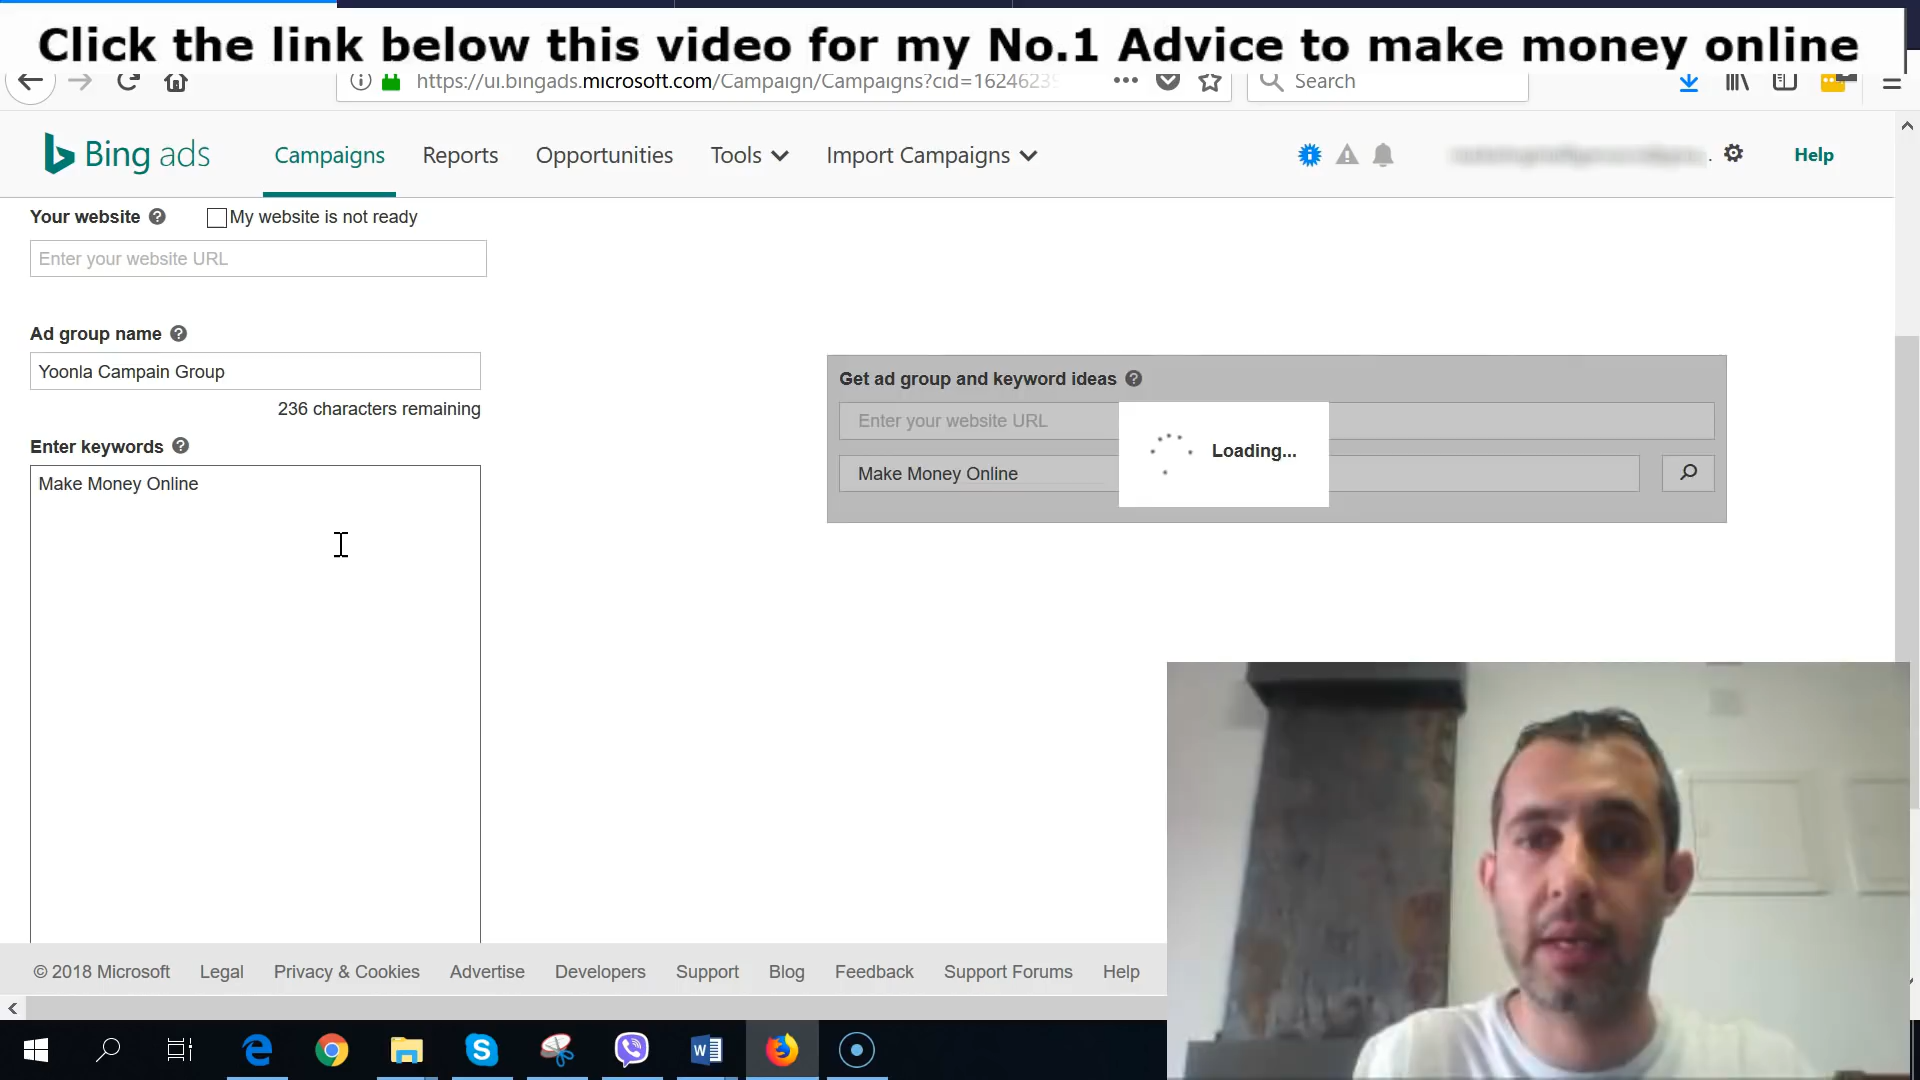 Click the link below this video for my No.1 Advice to make money online
https://ui.bingads.microsoft.com/Campaign/Campaigns?cid=1624623
Search
Bing ads
Campaigns
Reports
Opportunities
Tools
Import Campaigns
Help
Your website
My website is not ready
Enter your website URL
Ad group name
Yoonla Campain Group
236 characters remaining
Enter keywords
Make Money Online
Get ad group and keyword ideas
Enter your website URL
Make Money Online
Loading...
© 2018 Microsoft
Legal
Privacy & Cookies
Advertise
Developers
Support
Blog
Feedback
Support Forums
Help